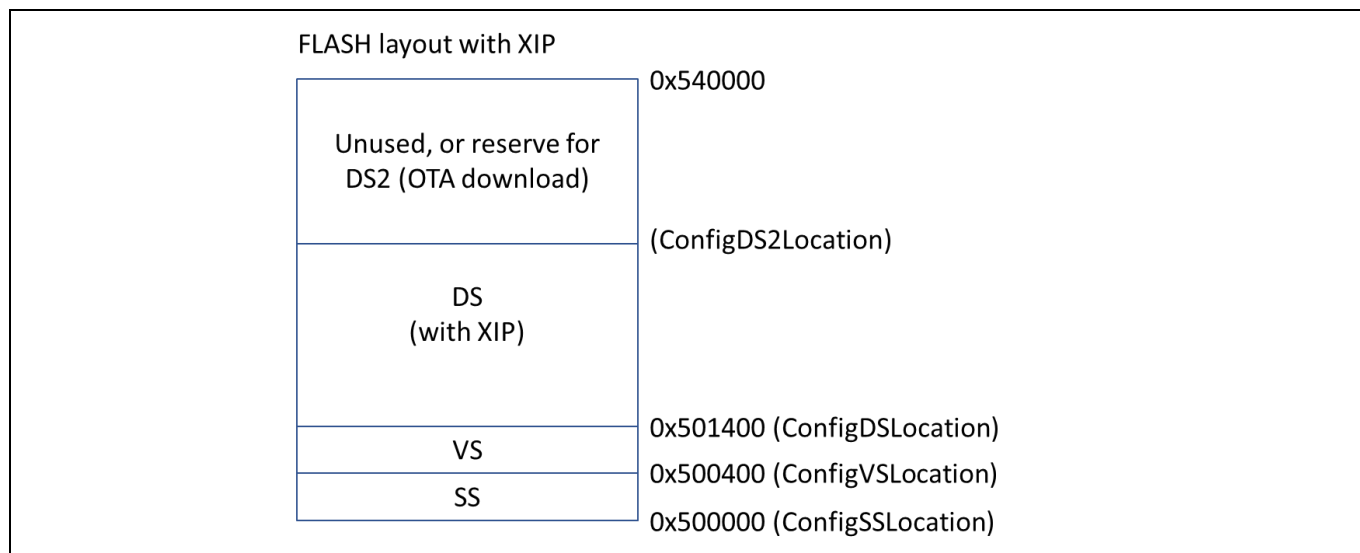 FLASH layout with XIP
0x540000
Unused, or reserve for
DS2 (OTA download)
(ConfigDS2Location)
DS
(with XIP)
0x501400 (ConfigDSLocation)
VS
0x500400 (ConfigVSLocation)
SS
0x500000 (ConfigSSLocation)